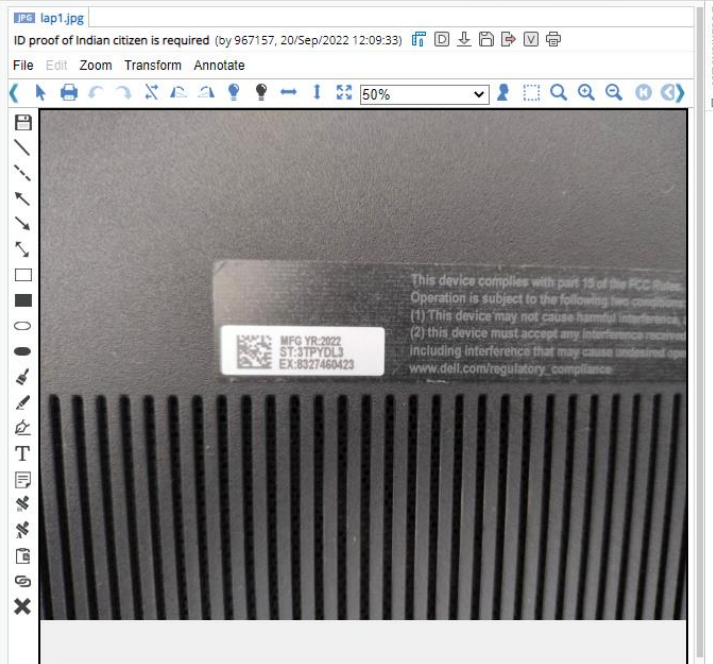 JPG lap1.jpg
ID proof of Indian citizen is required (by 967157, 20/Sep/2022 12:09:33)
File Edit Zoom Transform Annotate
50%
This device complies with part 15 of the FCC Rules.
Operation is subject to the following two conditions
(1) This device may not cause harmful interference,
(2) this device must accept any interference
including interference that may cause undesired
www.dell.com/regulatory_compliance
MFG YR:2022
ST:3TPYDL3
EX:8327460423